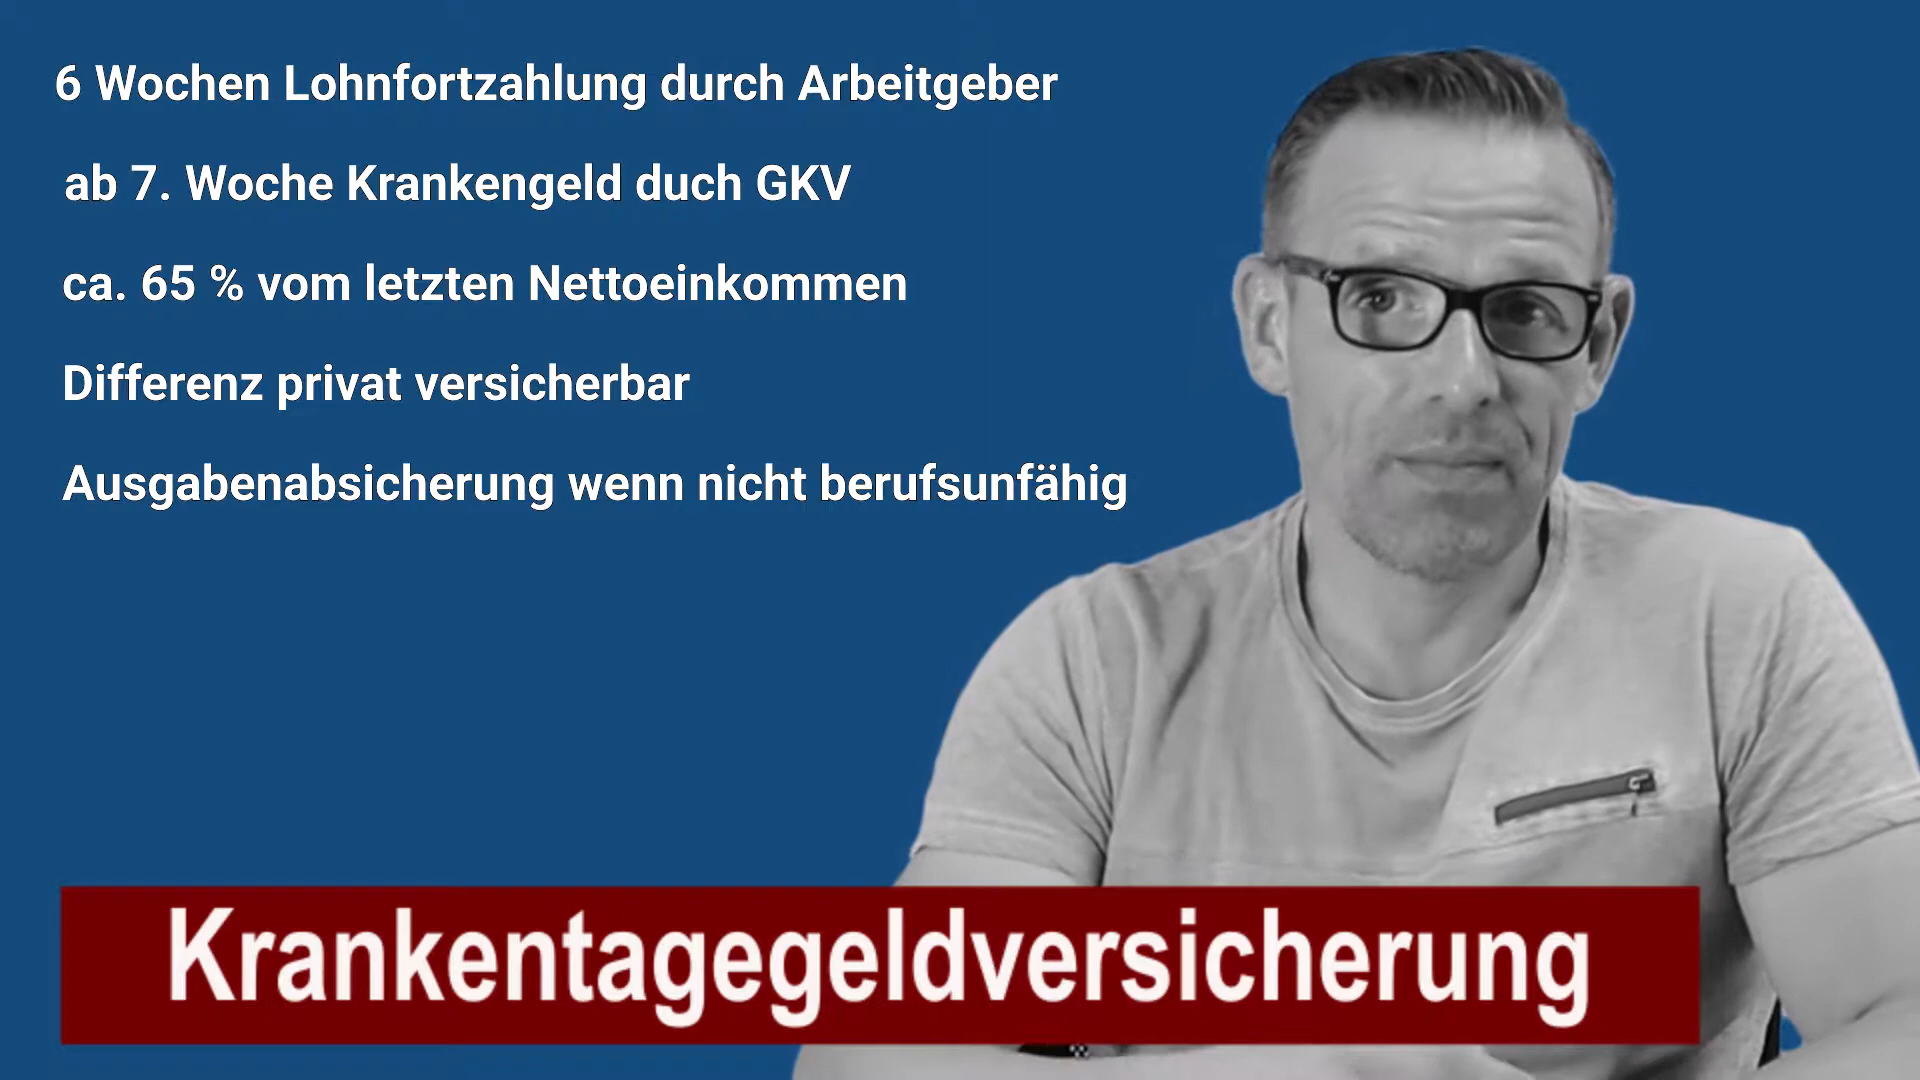 6 Wochen Lohnfortzahlung durch Arbeitgeber
ab 7. Woche Krankengeld duch GKV
ca. 65 % vom letzten Nettoeinkommen
Differenz privat versicherbar
Ausgabenabsicherung wenn nicht berufsunfähig
Krankentagegeldversicherung